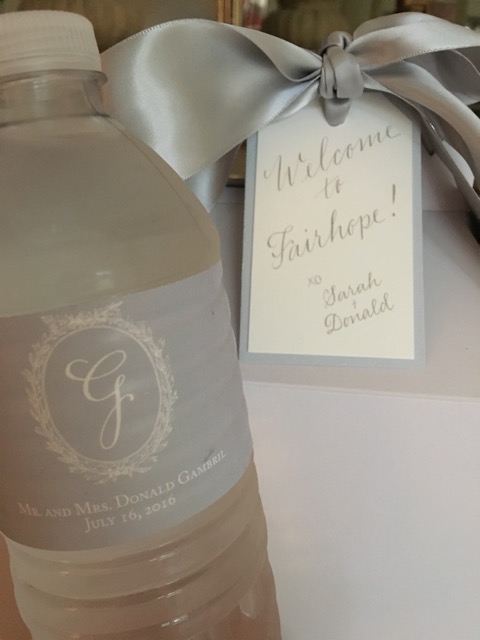 G
Mr. and Mrs. Donald Gambril
July 16, 2016
Welcome
to
Fairhope!
xo
Sarah
+
Donald